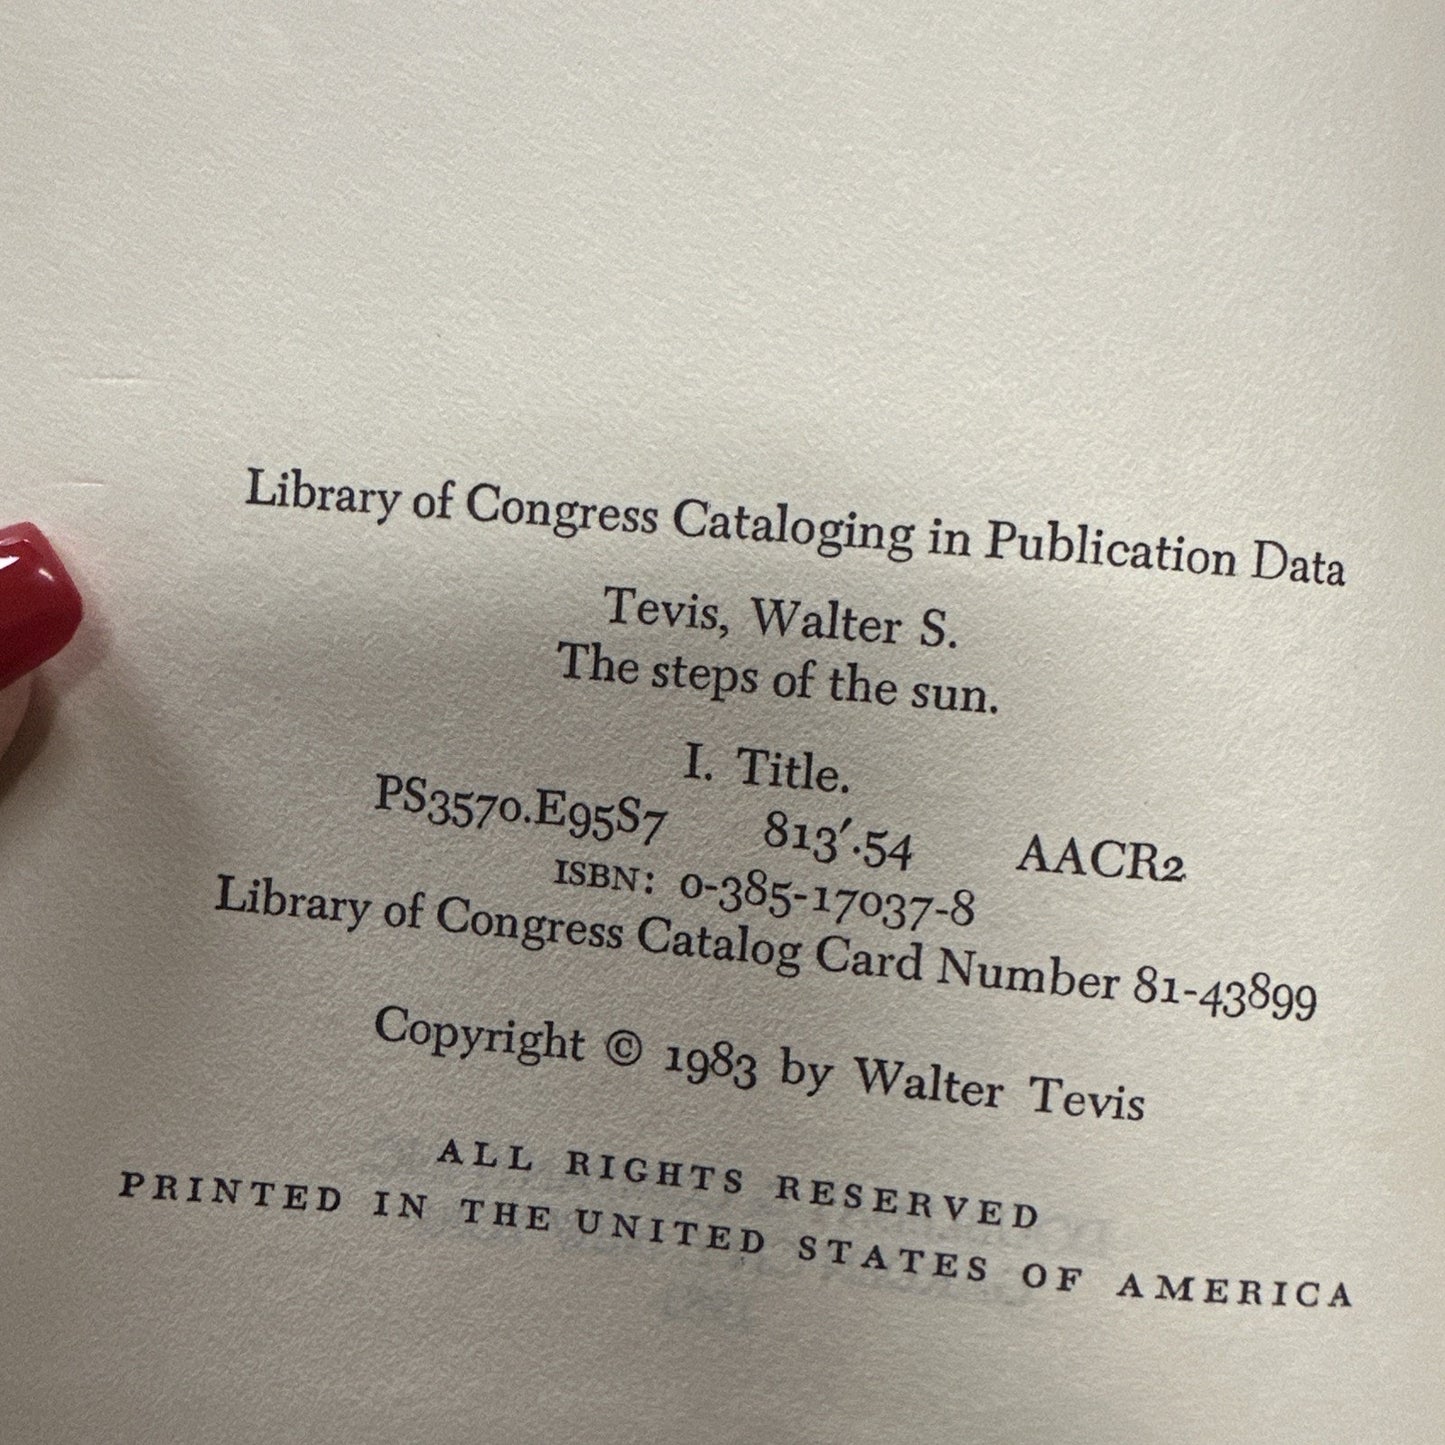 Library of Congress Cataloging in Publication Data
Tevis, Walter S.
The steps of the sun.
I. Title.
PS3570.E95S7 813′.54 AACR2
ISBN: 0-385-17037-8
Library of Congress Catalog Card Number 81-43899
Copyright © 1983 by Walter Tevis
ALL RIGHTS RESERVED
PRINTED IN THE UNITED STATES OF AMERICA